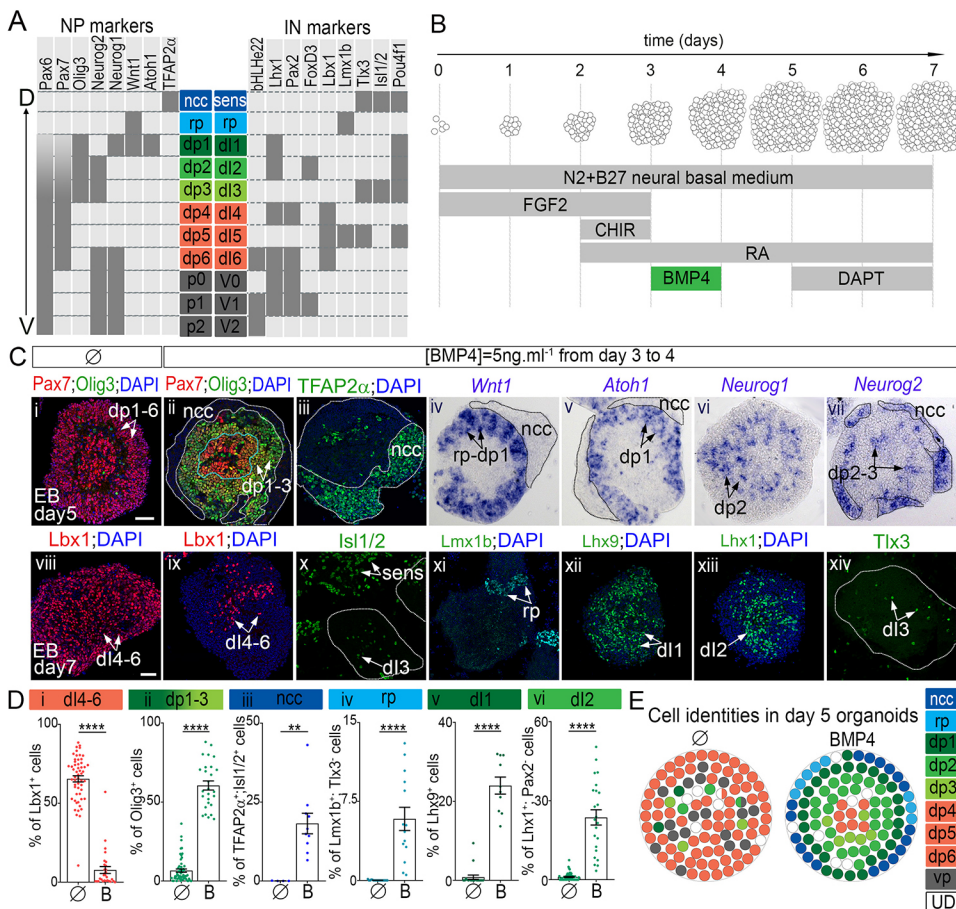 A
NP markers
IN markers
Pax6
Pax7
Olig3
Neurog2
Neurog1
Wnt1
Atoh1
TFAP2α
bHLHe22
Lhx1
Pax2
FoxD3
Lbx1
Lmx1b
Tlx3
Isl1/2
Pou4f1
D
V
ncc sens
rp rp
dp1 dI1
dp2 dI2
dp3 dI3
dp4 dI4
dp5 dI5
dp6 dI6
p0 V0
p1 V1
p2 V2
B
time (days)
0 1 2 3 4 5 6 7
N2+B27 neural basal medium
FGF2
CHIR
RA
BMP4
DAPT
C
∅
[BMP4]=5ng.ml⁻¹ from day 3 to 4
Pax7;Olig3;DAPI
i
dp1-6
EB
day5
Pax7;Olig3;DAPI
ii
ncc
dp1-3
TFAP2α;DAPI
iii
ncc
Wnt1
iv
rp-dp1
ncc
Atoh1
v
ncc
dp1
Neurog1
vi
dp2
Neurog2
vii
ncc
dp2-3
Lbx1;DAPI
viii
dI4-6
EB
day7
Lbx1;DAPI
ix
dI4-6
Isl1/2
x
sens
dI3
Lmx1b;DAPI
xi
rp
Lhx9;DAPI
xii
dI1
Lhx1;DAPI
xiii
dI2
Tlx3
xiv
dI3
D
i dI4-6
% of Lbx1⁺ cells
100
50
0
****
∅ B
ii dp1-3
% of Olig3⁺ cells
100
50
0
****
∅ B
iii ncc
% of TFAP2α⁺;Isl1/2⁺ cells
50
25
0
**
∅ B
iv rp
% of Lmx1b⁺; Tlx3⁻ cells
15
7.5
0
****
∅ B
v dI1
% of Lhx9⁺ cells
40
20
0
****
∅ B
vi dI2
% of Lhx1⁺; Pax2⁻ cells
60
30
0
****
∅ B
E
Cell identities in day 5 organoids
∅
BMP4
ncc
rp
dp1
dp2
dp3
dp4
dp5
dp6
vp
UD